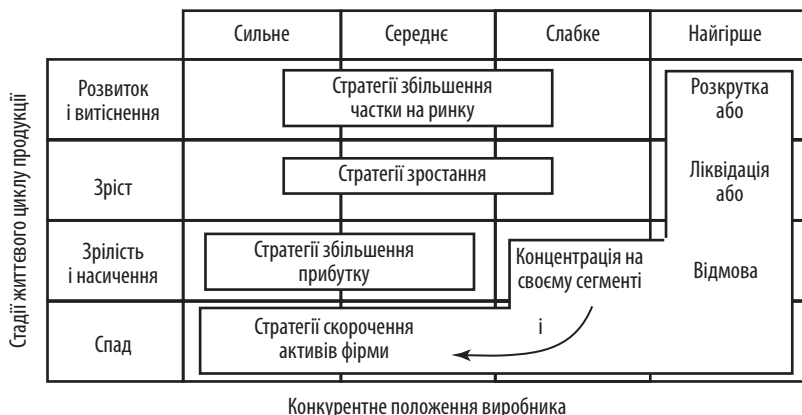 Сильне Середнє Слабке Найгірше
Стадії життєвого циклу продукції
Розвиток
і витіснення
Стратегії збільшення
частки на ринку
Розкрутка
або
Зріст
Стратегії зростання
Ліквідація
або
Зрілість
і насичення
Стратегії збільшення
прибутку
Концентрація на
своєму сегменті
Відмова
Спад
Стратегії скорочення
активів фірми
і
Конкурентне положення виробника